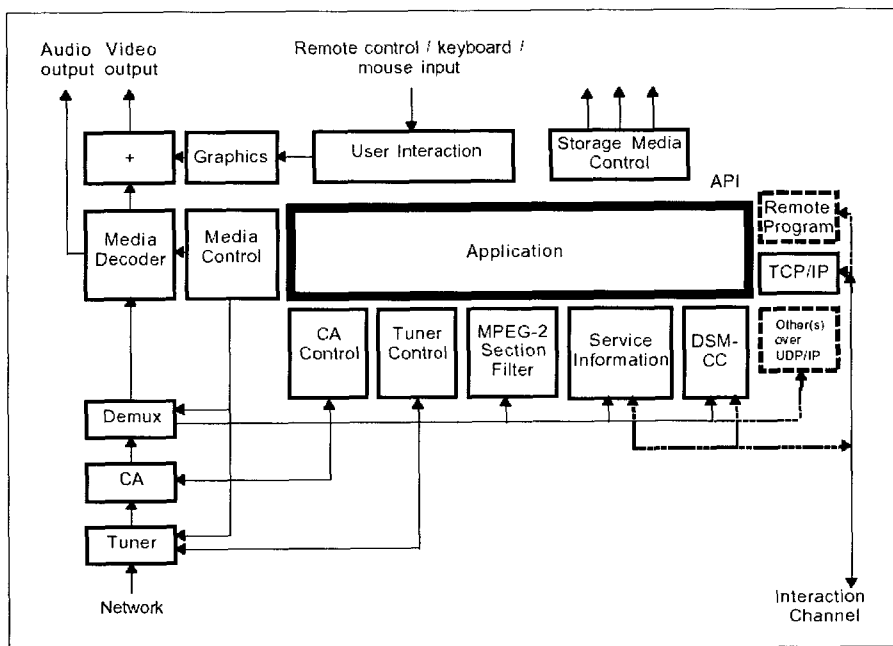 Audio Video
output output
Remote control / keyboard /
mouse input
+
Graphics
User Interaction
Storage Media
Control
API
Media
Decoder
Media
Control
Application
Remote
Program
TCP/IP
CA
Control
Tuner
Control
MPEG-2
Section
Filter
Service
Information
DSM-
CC
Other(s)
over
UDP/IP
Demux
CA
Tuner
Network
Interaction
Channel